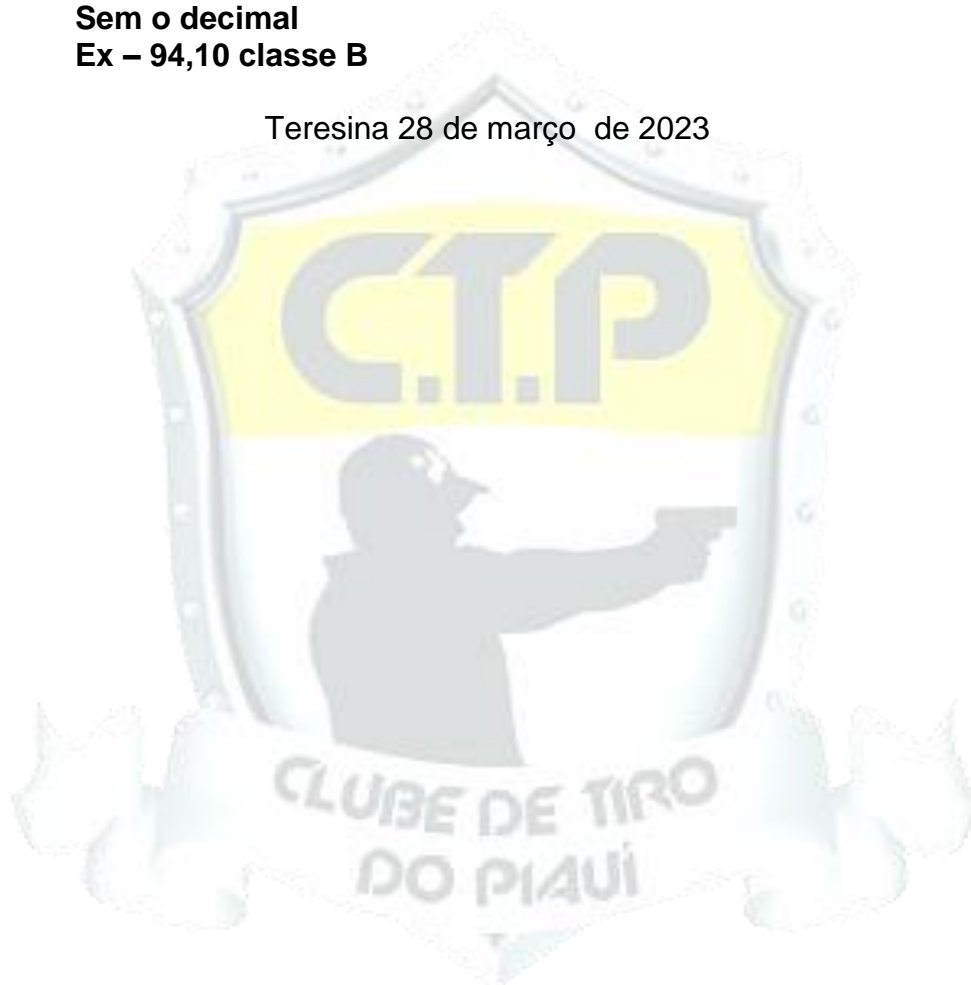 Sem o decimal
Ex – 94,10 classe B
Teresina 28 de março de 2023
C.T.P
CLUBE DE TIRO
DO PIAUÍ